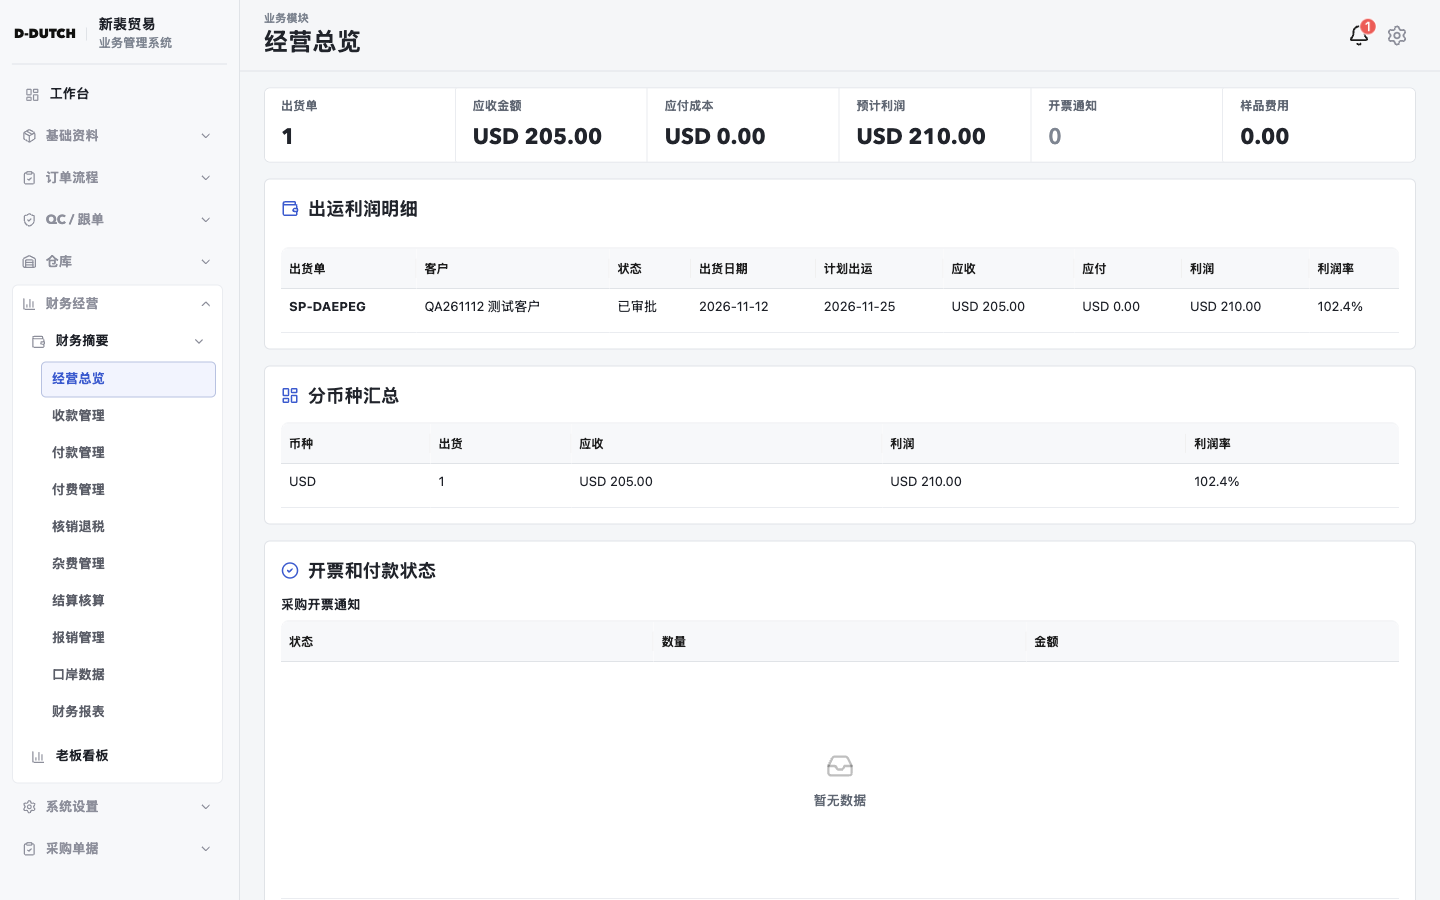 D-DUTCH
新裴贸易
业务管理系统
工作台
基础资料
订单流程
QC / 跟单
仓库
财务经营
财务摘要
经营总览
收款管理
付款管理
付费管理
核销退税
杂费管理
结算核算
报销管理
口岸数据
财务报表
老板看板
系统设置
采购单据
业务模块
经营总览
1
出货单
1
应收金额
USD 205.00
应付成本
USD 0.00
预计利润
USD 210.00
开票通知
0
样品费用
0.00
出运利润明细
出货单 客户 状态 出货日期 计划出运 应收 应付 利润 利润率
SP-DAEPEG QA261112 测试客户 已审批 2026-11-12 2026-11-25 USD 205.00 USD 0.00 USD 210.00 102.4%
分币种汇总
币种 出货 应收 利润 利润率
USD 1 USD 205.00 USD 210.00 102.4%
开票和付款状态
采购开票通知
状态 数量 金额
暂无数据